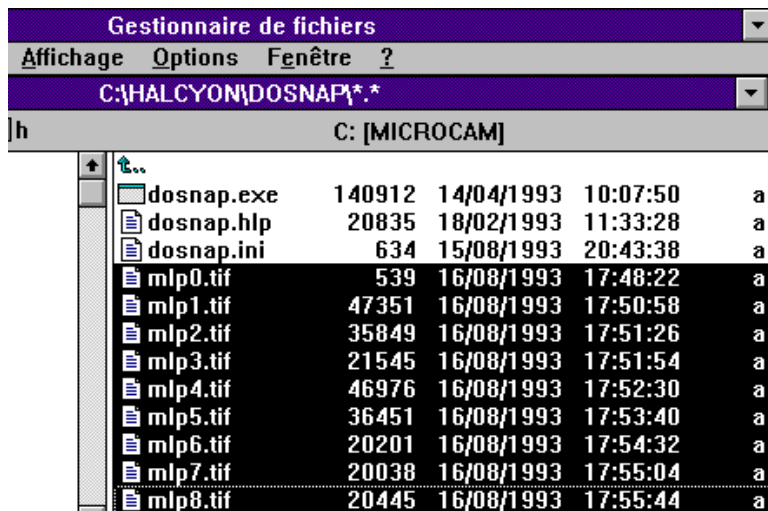 Gestionnaire de fichiers
Affichage Options Fenêtre ?
C:\HALCYON\DOSNAP\*.*
]h C: [MICROCAM]
..
dosnap.exe 140912 14/04/1993 10:07:50 a
dosnap.hlp 20835 18/02/1993 11:33:28 a
dosnap.ini 634 15/08/1993 20:43:38 a
mlp0.tif 539 16/08/1993 17:48:22 a
mlp1.tif 47351 16/08/1993 17:50:58 a
mlp2.tif 35849 16/08/1993 17:51:26 a
mlp3.tif 21545 16/08/1993 17:51:54 a
mlp4.tif 46976 16/08/1993 17:52:30 a
mlp5.tif 36451 16/08/1993 17:53:40 a
mlp6.tif 20201 16/08/1993 17:54:32 a
mlp7.tif 20038 16/08/1993 17:55:04 a
mlp8.tif 20445 16/08/1993 17:55:44 a